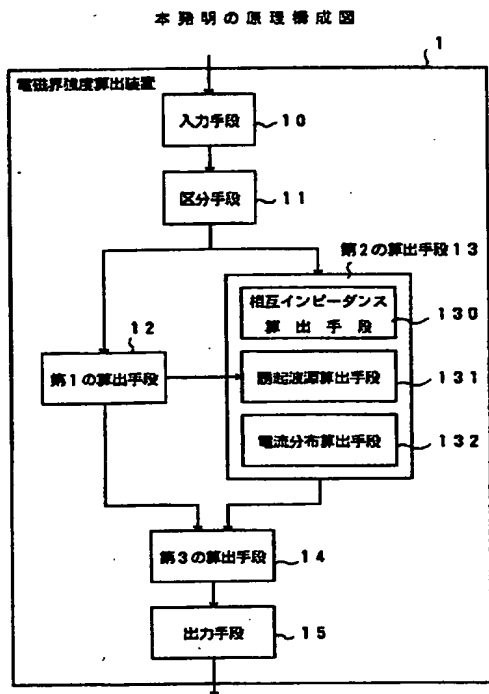 本発明の原理構成図
1
電磁界強度算出装置
入力手段
10
区分手段
11
第2の算出手段13
相互インピーダンス
算出手段
130
12
第1の算出手段
誘起波源算出手段
131
電流分布算出手段
132
第3の算出手段
14
出力手段
15